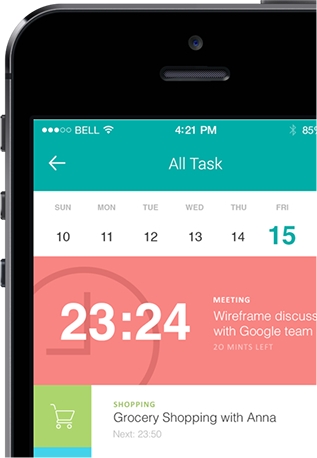 BELL 4:21 PM 85%
All Task
SUN MON TUE WED THU FRI
10 11 12 13 14 15
MEETING
23:24
Wireframe discuss
with Google team
20 MINTS LEFT
SHOPPING
Grocery Shopping with Anna
Next: 23:50